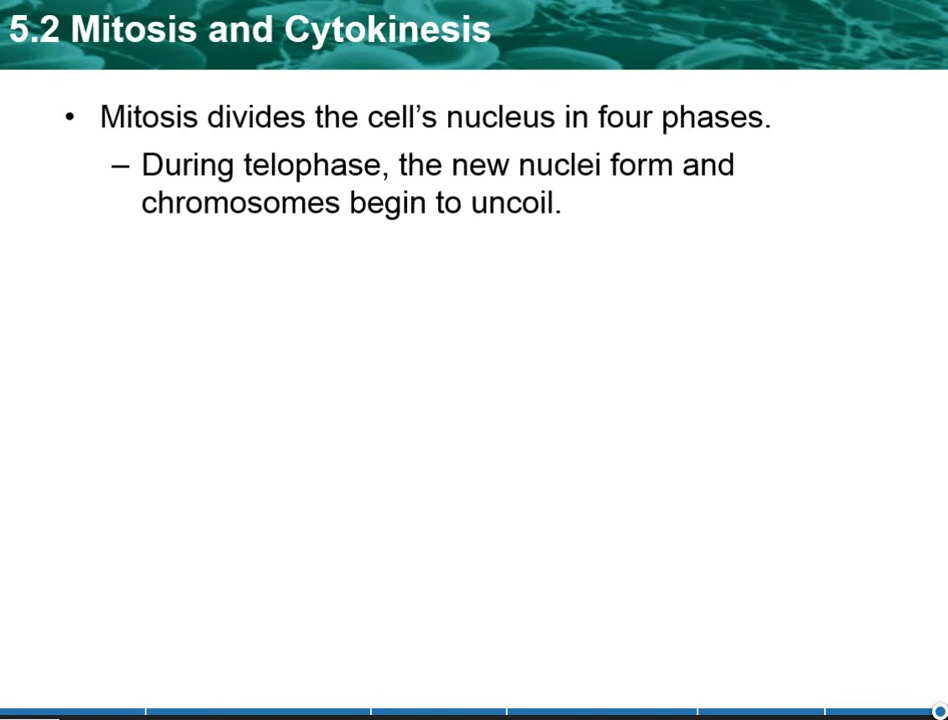 5.2 Mitosis and Cytokinesis
• Mitosis divides the cell’s nucleus in four phases.
– During telophase, the new nuclei form and
chromosomes begin to uncoil.